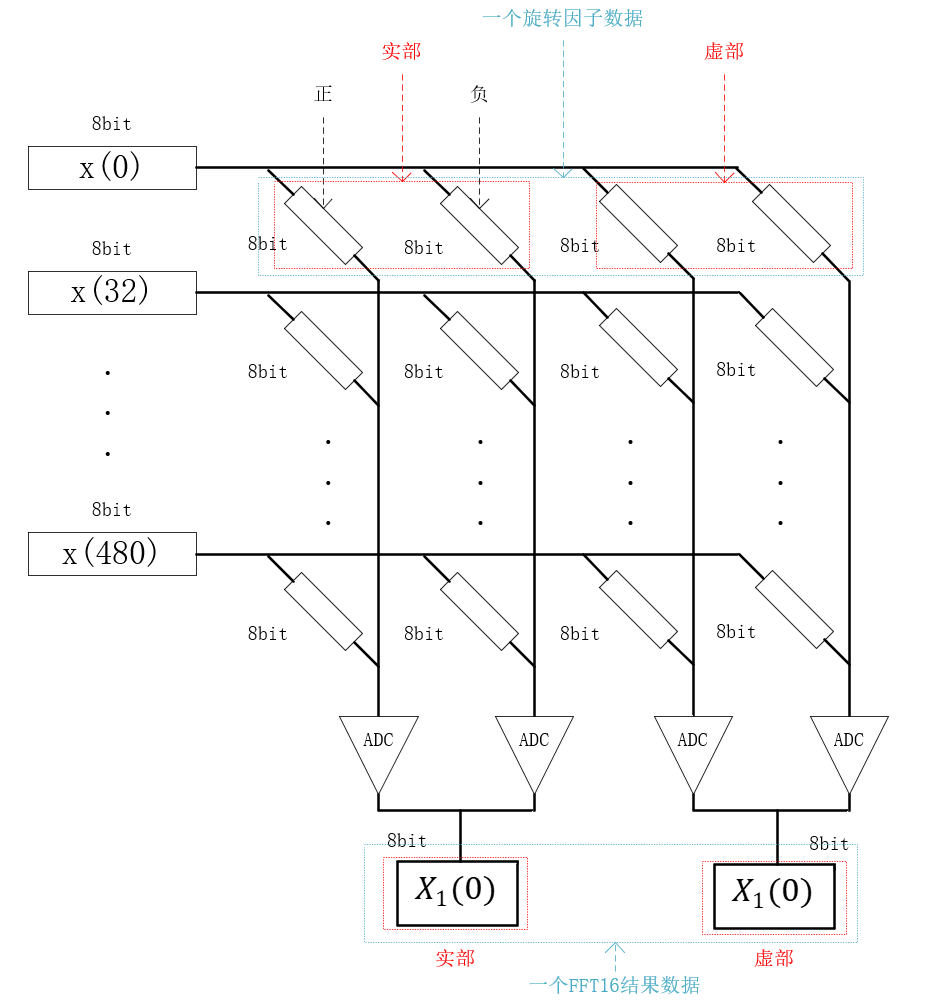 一个旋转因子数据
实部
虚部
正
负
8bit
x(0)
8bit
8bit
8bit
8bit
8bit
x(32)
8bit
8bit
8bit
8bit
8bit
x(480)
8bit
8bit
8bit
8bit
ADC
ADC
ADC
ADC
8bit
8bit
X₁(0)
X₁(0)
实部
虚部
一个FFT16结果数据